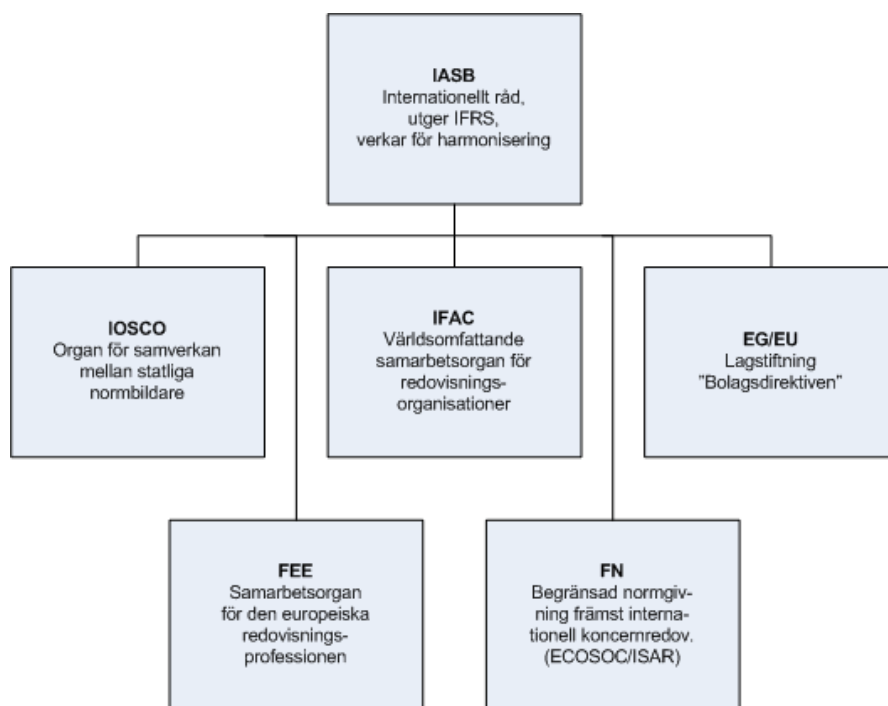 IASB
Internationellt råd,
utger IFRS,
verkar för harmonisering
IOSCO
Organ för samverkan
mellan statliga
normbildare
IFAC
Världsomfattande
samarbetsorgan för
redovisnings-
organisationer
EG/EU
Lagstiftning
”Bolagsdirektiven”
FEE
Samarbetsorgan
för den europeiska
redovisnings-
professionen
FN
Begränsad normgiv-
ning främst interna-
tionell koncernredov.
(ECOSOC/ISAR)